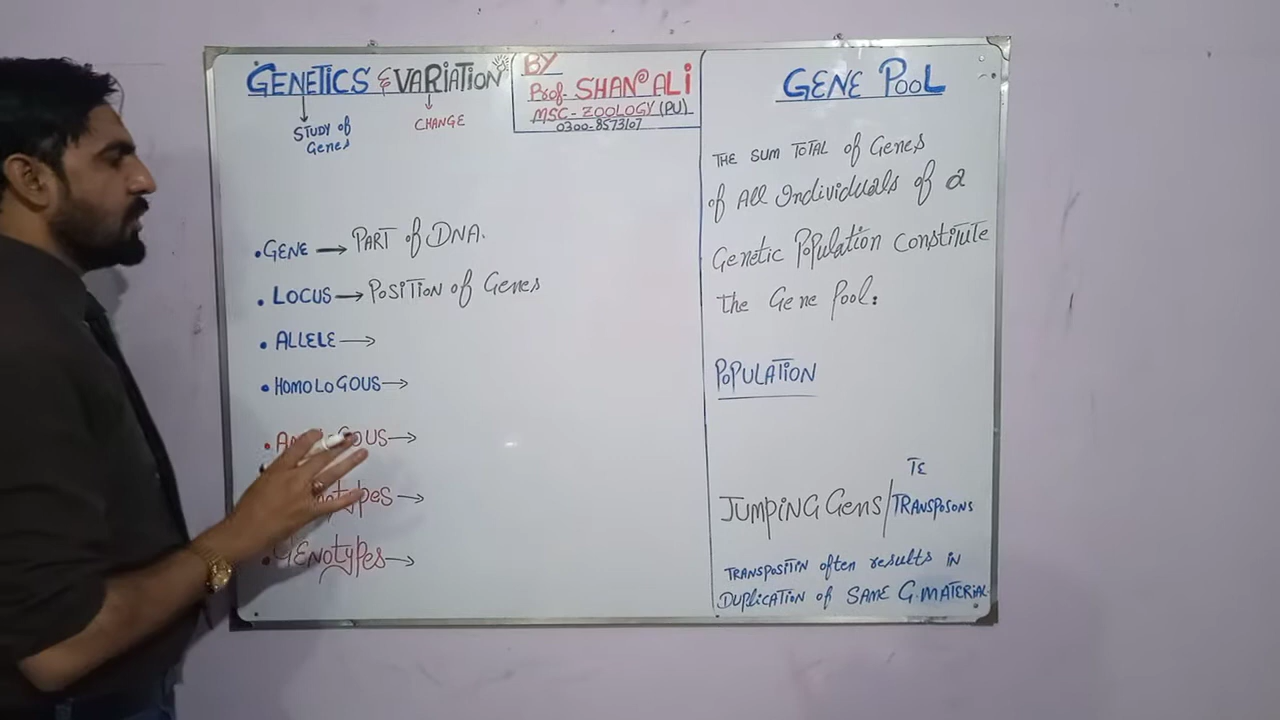 GENETICS & VARIATION
STUDY of
Genes
CHANGE
BY
Prof. SHAN ALI
MSC - ZOOLOGY (PU)
0300-8573107
• GENE → PART of DNA.
• LOCUS → POSITION of Genes
• ALLELE →
• HOMOLOGOUS →
• →
• →
• GENOtypes →
GENE POOL
THE SUM TOTAL of Genes
of All Individuals of a
Genetic Population Constitute
the Gene Pool.
POPULATION
TE
JUMPING Gens/TRANSPOSONS
TRANSPOSITIN often results in
DUPLICATION of SAME G.MATERIAL